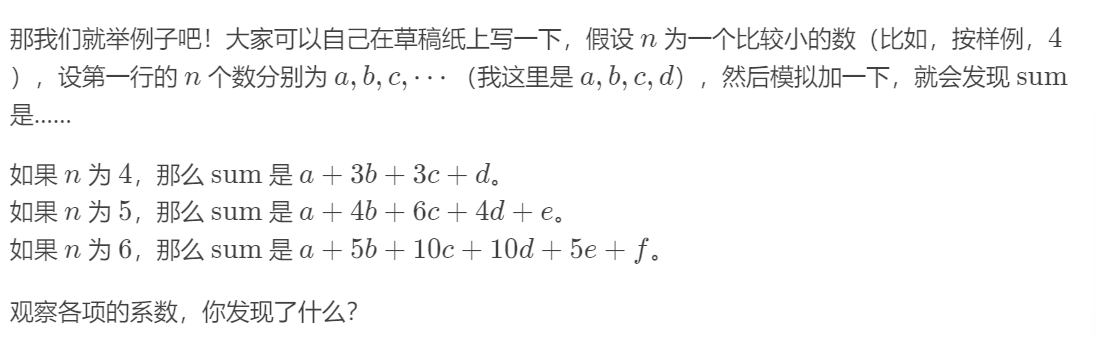 那我们就举例子吧！大家可以自己在草稿纸上写一下，假设 n 为一个比较小的数（比如，按样例，4
），设第一行的 n 个数分别为 a, b, c, ⋯ （我这里是 a, b, c, d），然后模拟加一下，就会发现 sum
是……
如果 n 为 4，那么 sum 是 a + 3b + 3c + d。
如果 n 为 5，那么 sum 是 a + 4b + 6c + 4d + e。
如果 n 为 6，那么 sum 是 a + 5b + 10c + 10d + 5e + f。
观察各项的系数，你发现了什么？